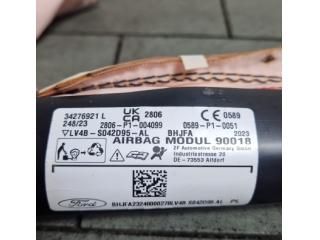 34276921 L
248/23
UK CA 2806
2806-P1-004099
CE 0589
0589-P1-0051
LV4B-S042D95-AL
BHJFA
2023
AIRBAG MODUL 90018
ZF Automotive Germany GmbH
Industriestrasse 20
DE-73553 Alfdorf
Ford